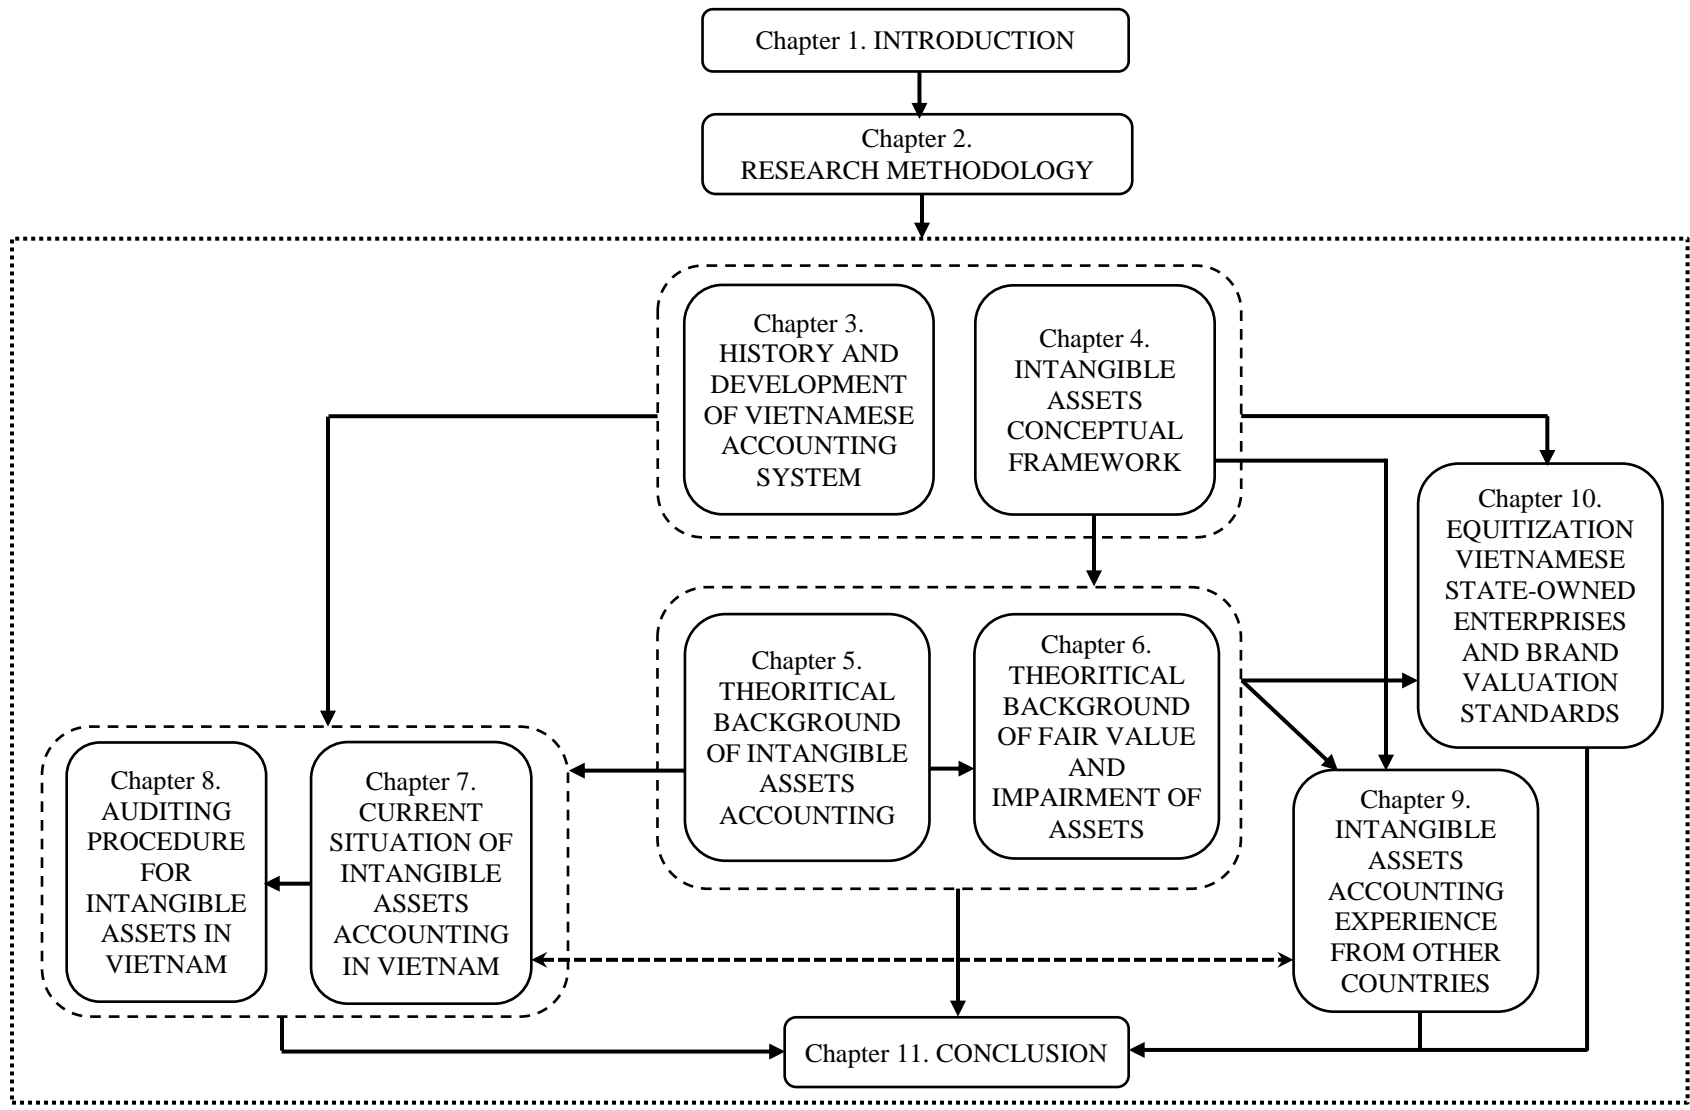 Chapter 1. INTRODUCTION
Chapter 2.
RESEARCH METHODOLOGY
Chapter 3.
HISTORY AND
DEVELOPMENT
OF VIETNAMESE
ACCOUNTING
SYSTEM
Chapter 4.
INTANGIBLE
ASSETS
CONCEPTUAL
FRAMEWORK
Chapter 10.
EQUITIZATION
VIETNAMESE
STATE-OWNED
ENTERPRISES
AND BRAND
VALUATION
STANDARDS
Chapter 5.
THEORITICAL
BACKGROUND
OF INTANGIBLE
ASSETS
ACCOUNTING
Chapter 6.
THEORITICAL
BACKGROUND
OF FAIR VALUE
AND
IMPAIRMENT OF
ASSETS
Chapter 8.
AUDITING
PROCEDURE
FOR
INTANGIBLE
ASSETS IN
VIETNAM
Chapter 7.
CURRENT
SITUATION OF
INTANGIBLE
ASSETS
ACCOUNTING
IN VIETNAM
Chapter 9.
INTANGIBLE
ASSETS
ACCOUNTING
EXPERIENCE
FROM OTHER
COUNTRIES
Chapter 11. CONCLUSION